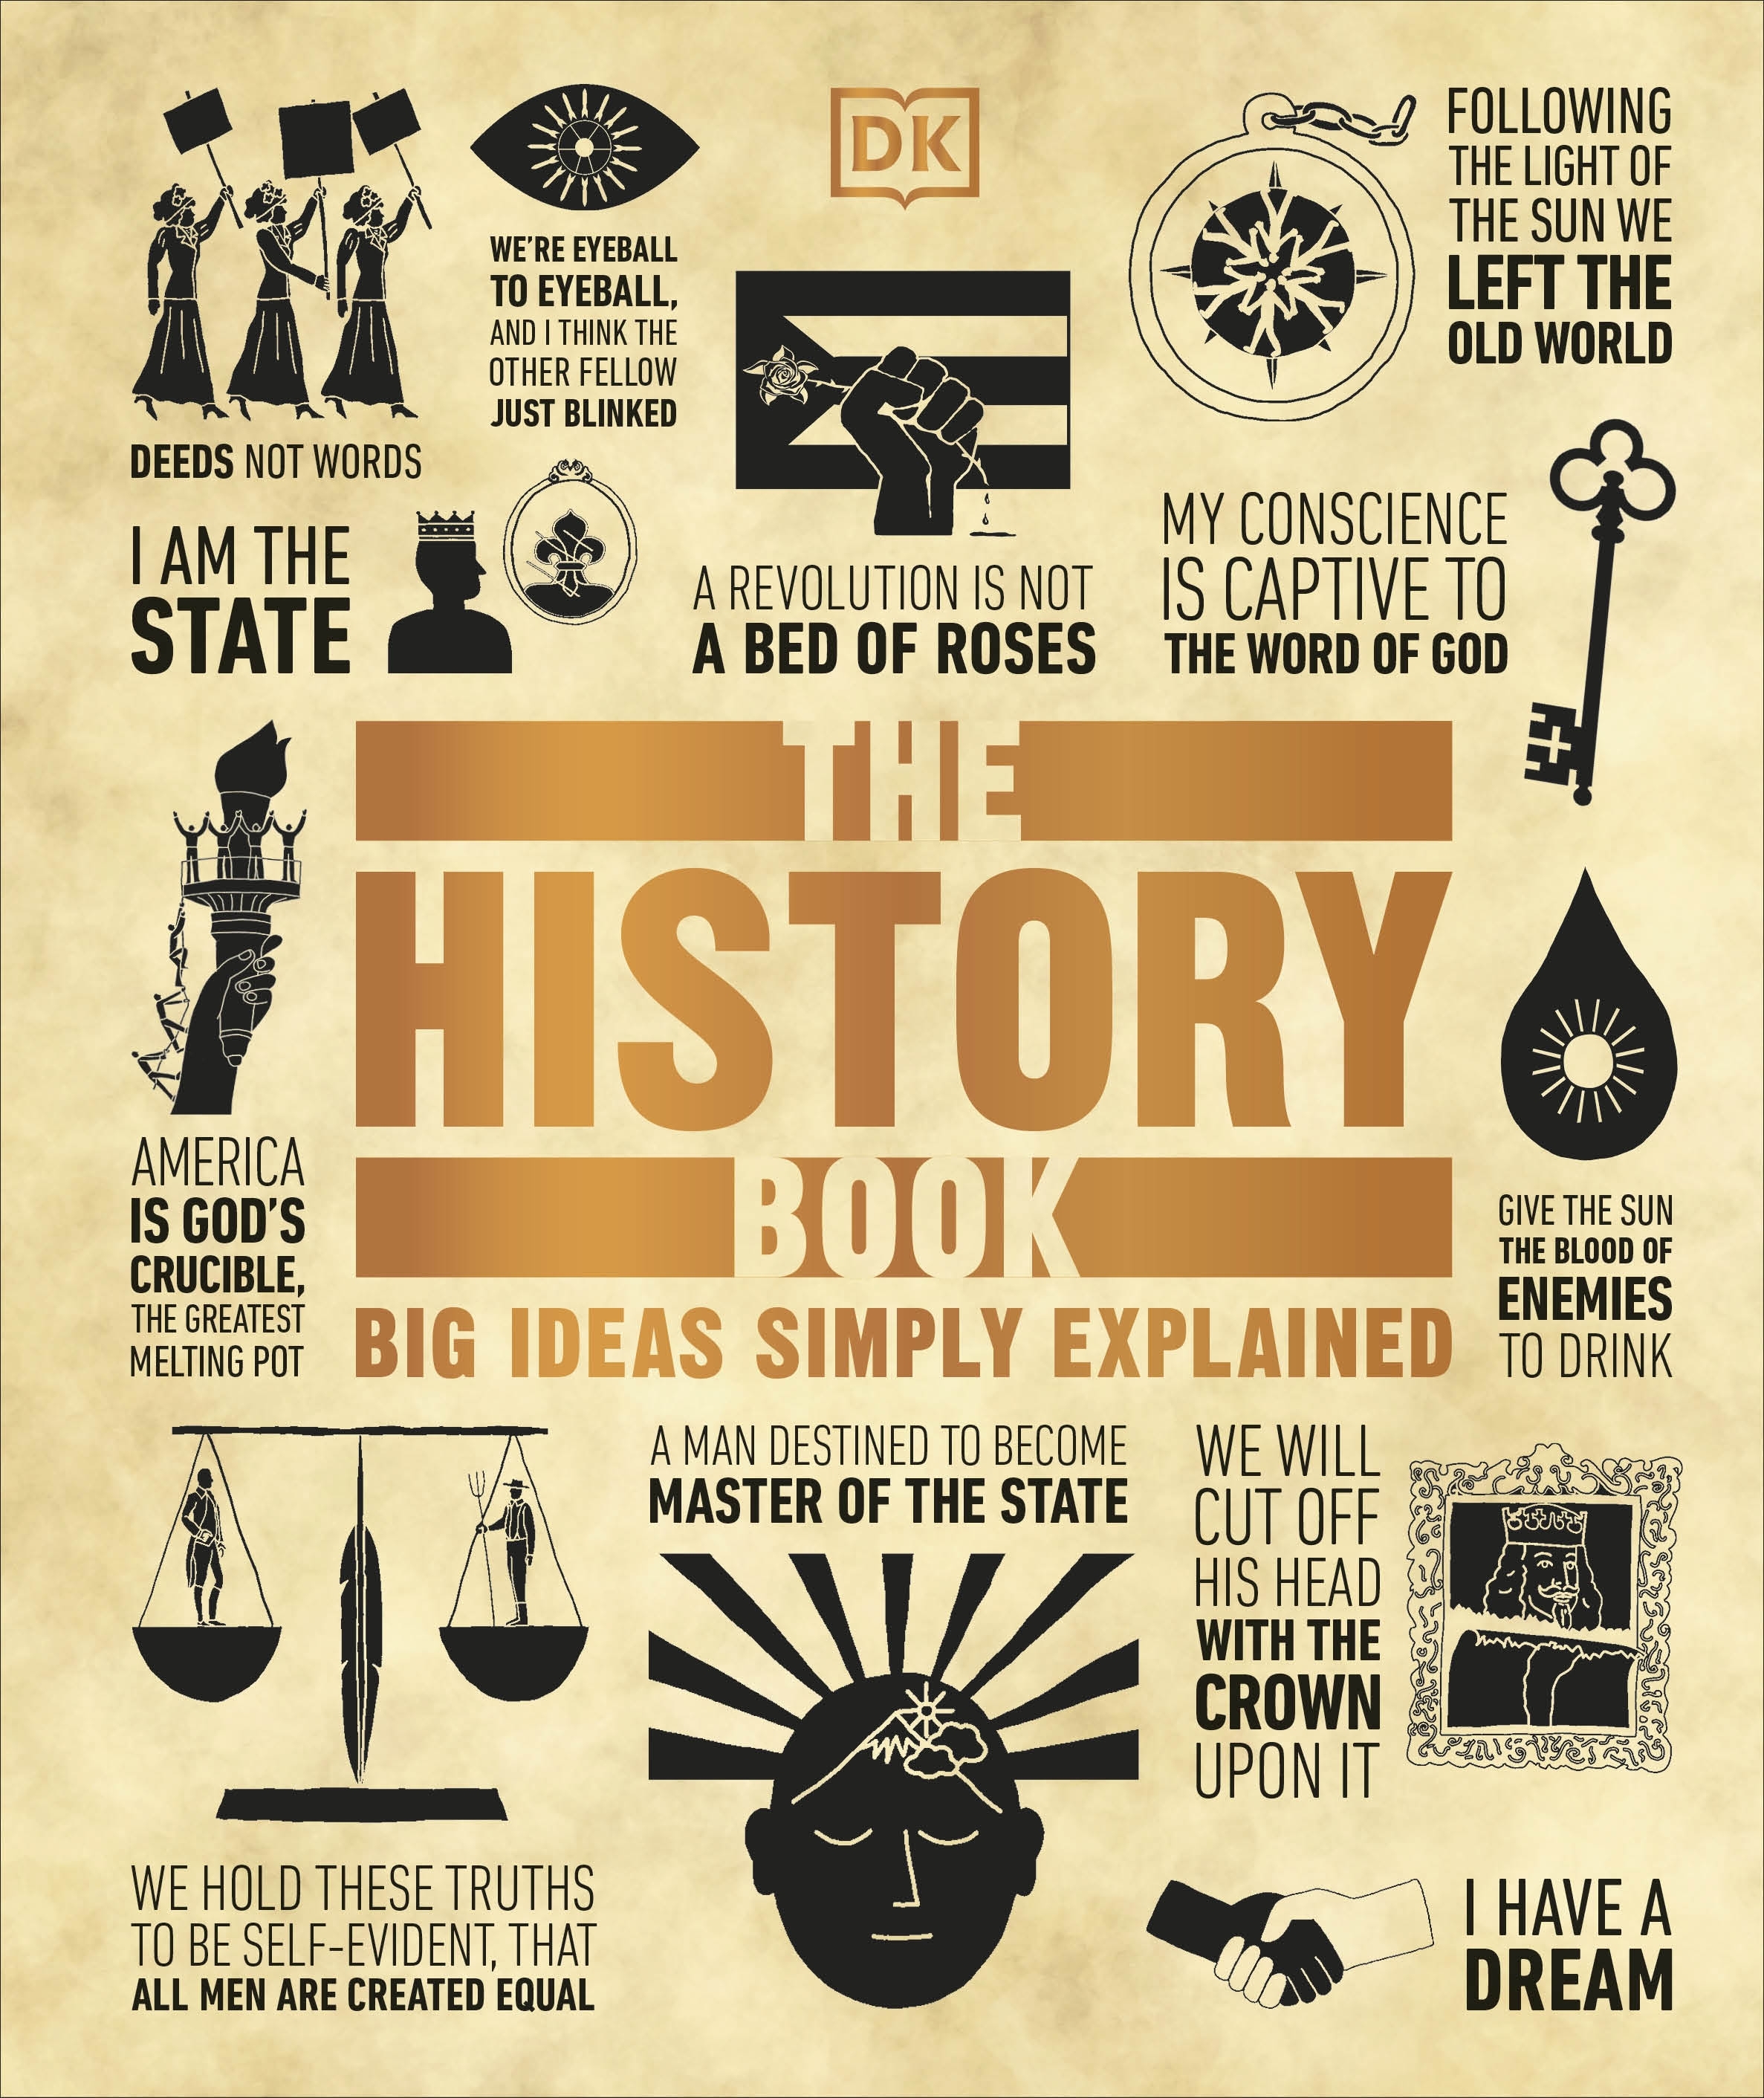 DK
DEEDS NOT WORDS
WE'RE EYEBALL
TO EYEBALL,
AND I THINK THE
OTHER FELLOW
JUST BLINKED
FOLLOWING
THE LIGHT OF
THE SUN WE
LEFT THE
OLD WORLD
I AM THE
STATE
A REVOLUTION IS NOT
A BED OF ROSES
MY CONSCIENCE
IS CAPTIVE TO
THE WORD OF GOD
THE
HISTORY
BOOK
BIG IDEAS SIMPLY EXPLAINED
AMERICA
IS GOD'S
CRUCIBLE,
THE GREATEST
MELTING POT
GIVE THE SUN
THE BLOOD OF
ENEMIES
TO DRINK
WE HOLD THESE TRUTHS
TO BE SELF-EVIDENT, THAT
ALL MEN ARE CREATED EQUAL
A MAN DESTINED TO BECOME
MASTER OF THE STATE
WE WILL
CUT OFF
HIS HEAD
WITH THE
CROWN
UPON IT
I HAVE A
DREAM